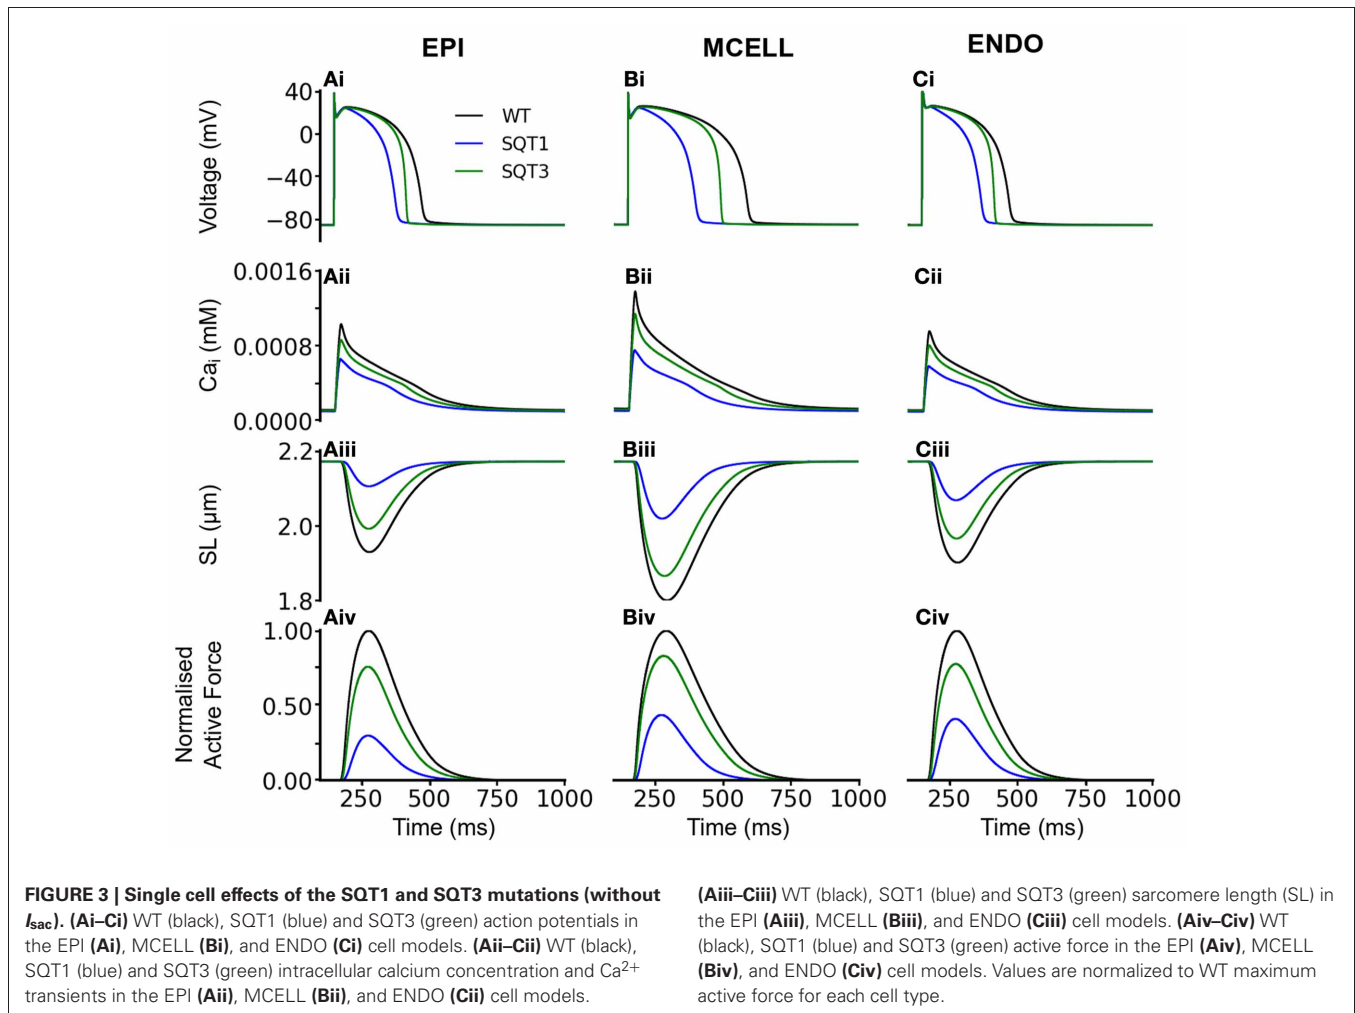 EPI
MCELL
ENDO
Ai
Bi
Ci
40
0
−40
−80
Voltage (mV)
WT
SQT1
SQT3
Aii
Bii
Cii
0.0016
0.0008
0.0000
Cai (mM)
Aiii
Biii
Ciii
2.2
2.0
1.8
SL (μm)
Aiv
Biv
Civ
1.00
0.50
0.00
Normalised
Active Force
250 500 750 1000
250 500 750 1000
250 500 750 1000
Time (ms)
Time (ms)
Time (ms)
FIGURE 3 | Single cell effects of the SQT1 and SQT3 mutations (without
Isac). (Ai–Ci) WT (black), SQT1 (blue) and SQT3 (green) action potentials in
the EPI (Ai), MCELL (Bi), and ENDO (Ci) cell models. (Aii–Cii) WT (black),
SQT1 (blue) and SQT3 (green) intracellular calcium concentration and Ca2+
transients in the EPI (Aii), MCELL (Bii), and ENDO (Cii) cell models.
(Aiii–Ciii) WT (black), SQT1 (blue) and SQT3 (green) sarcomere length (SL) in
the EPI (Aiii), MCELL (Biii), and ENDO (Ciii) cell models. (Aiv–Civ) WT
(black), SQT1 (blue) and SQT3 (green) active force in the EPI (Aiv), MCELL
(Biv), and ENDO (Civ) cell models. Values are normalized to WT maximum
active force for each cell type.